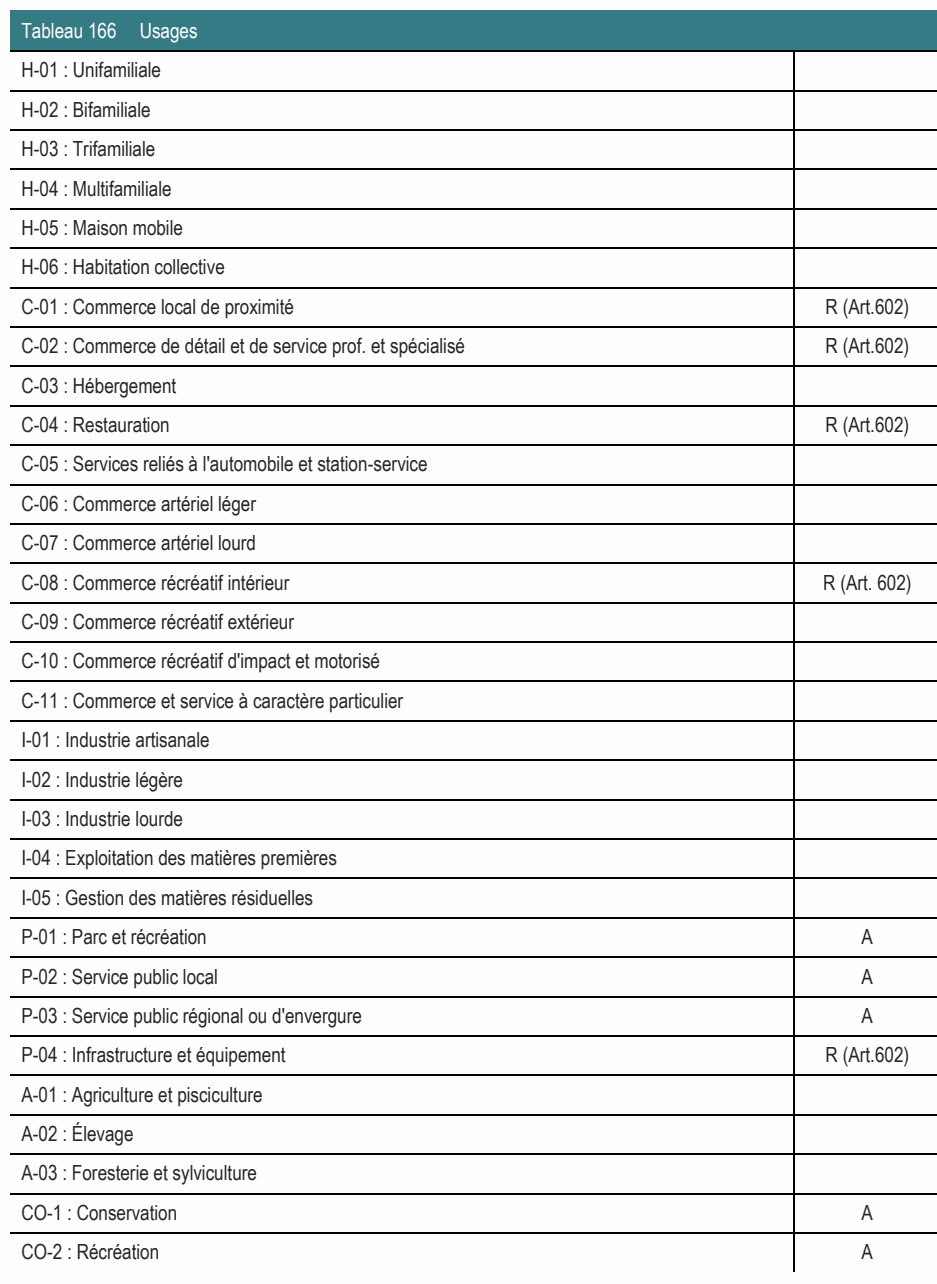 Tableau 166 Usages
H-01 : Unifamiliale
H-02 : Bifamiliale
H-03 : Trifamiliale
H-04 : Multifamiliale
H-05 : Maison mobile
H-06 : Habitation collective
C-01 : Commerce local de proximité R (Art.602)
C-02 : Commerce de détail et de service prof. et spécialisé R (Art.602)
C-03 : Hébergement
C-04 : Restauration R (Art.602)
C-05 : Services reliés à l'automobile et station-service
C-06 : Commerce artériel léger
C-07 : Commerce artériel lourd
C-08 : Commerce récréatif intérieur R (Art. 602)
C-09 : Commerce récréatif extérieur
C-10 : Commerce récréatif d'impact et motorisé
C-11 : Commerce et service à caractère particulier
I-01 : Industrie artisanale
I-02 : Industrie légère
I-03 : Industrie lourde
I-04 : Exploitation des matières premières
I-05 : Gestion des matières résiduelles
P-01 : Parc et récréation A
P-02 : Service public local A
P-03 : Service public régional ou d'envergure A
P-04 : Infrastructure et équipement R (Art.602)
A-01 : Agriculture et pisciculture
A-02 : Élevage
A-03 : Foresterie et sylviculture
CO-1 : Conservation A
CO-2 : Récréation A